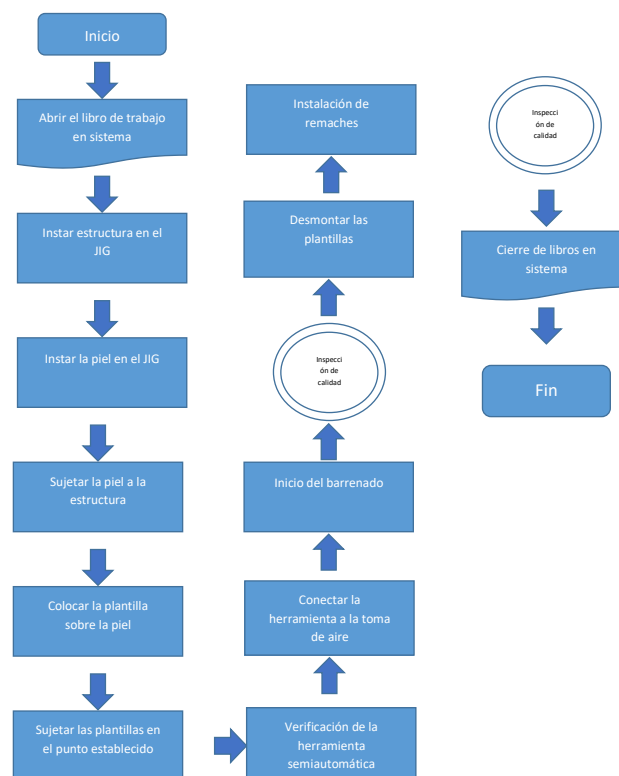 Inicio
Abrir el libro de trabajo
en sistema
Instar estructura en el
JIG
Instar la piel en el JIG
Sujetar la piel a la
estructura
Colocar la plantilla
sobre la piel
Sujetar las plantillas en
el punto establecido
Verificación de la
herramienta
semiautomática
Conectar la
herramienta a la toma
de aire
Inicio del barrenado
Inspecci
ón de
calidad
Desmontar las
plantillas
Instalación de
remaches
Inspecci
ón de
calidad
Cierre de libros en
sistema
Fin